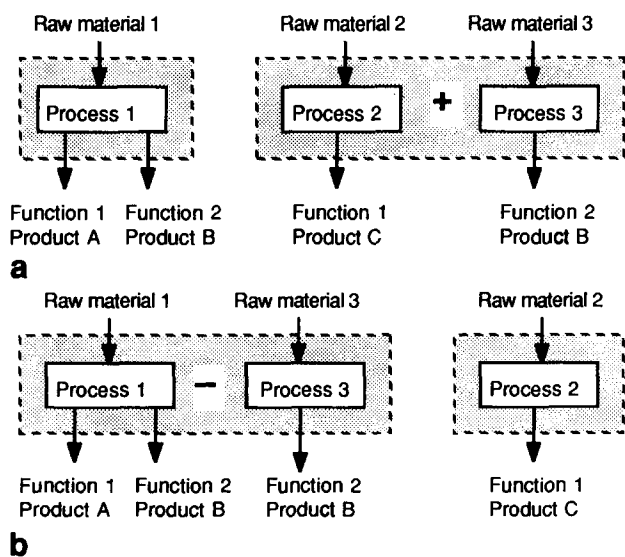 Raw material 1 Raw material 2 Raw material 3
Process 1 Process 2 + Process 3
Function 1 Function 2 Function 1 Function 2
Product A Product B Product C Product B
a
Raw material 1 Raw material 3 Raw material 2
Process 1 – Process 3 Process 2
Function 1 Function 2 Function 2 Function 1
Product A Product B Product B Product C
b